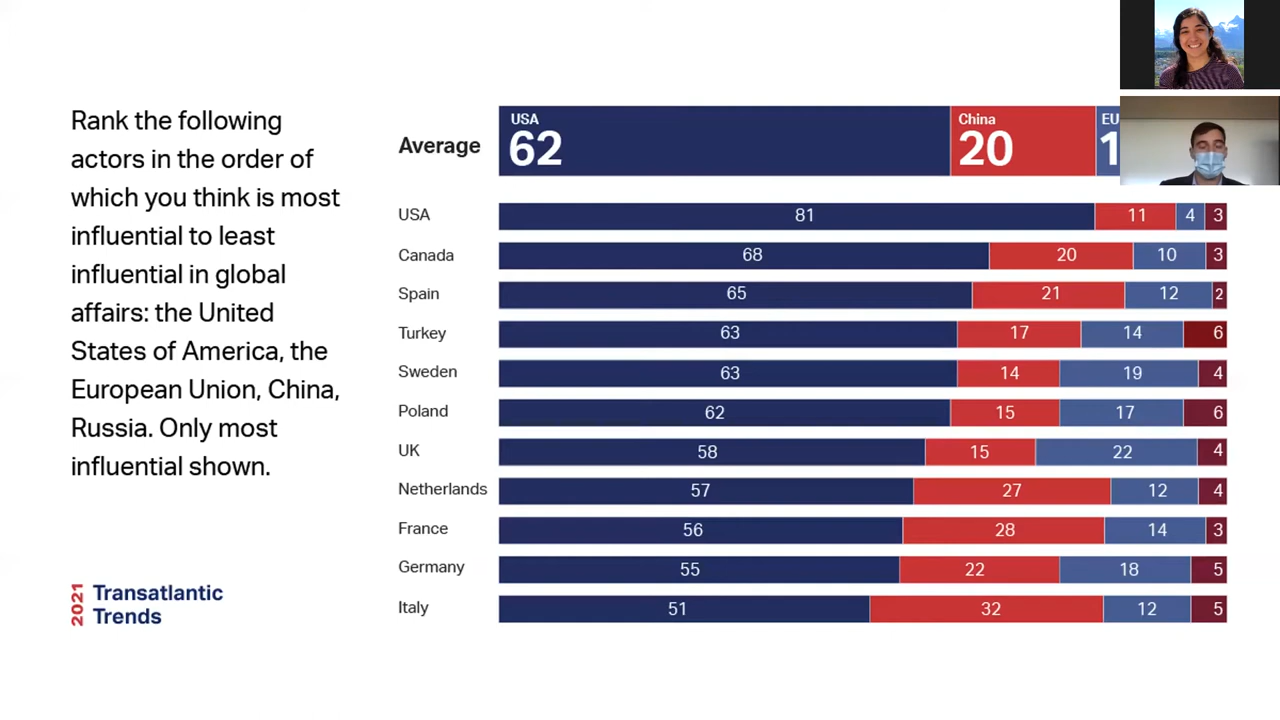 Rank the following
actors in the order of
which you think is most
influential to least
influential in global
affairs: the United
States of America, the
European Union, China,
Russia. Only most
influential shown.
2021 Transatlantic
Trends
USA China EU
Average 62 20
USA 81 11 4 3
Canada 68 20 10 3
Spain 65 21 12 2
Turkey 63 17 14 6
Sweden 63 14 19 4
Poland 62 15 17 6
UK 58 15 22 4
Netherlands 57 27 12 4
France 56 28 14 3
Germany 55 22 18 5
Italy 51 32 12 5